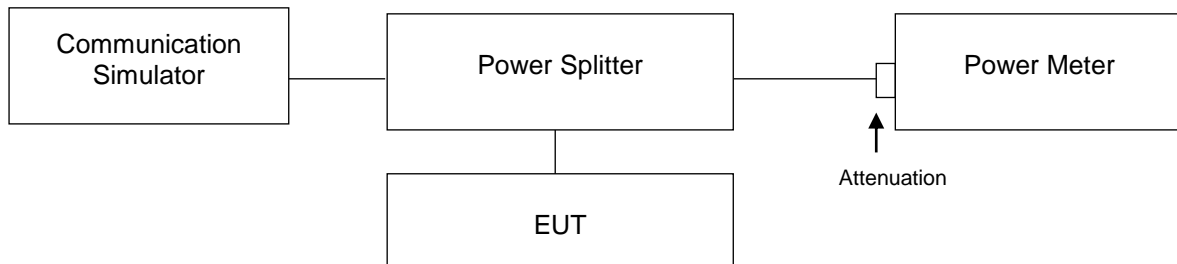 Communication
Simulator
Power Splitter
Power Meter
Attenuation
EUT